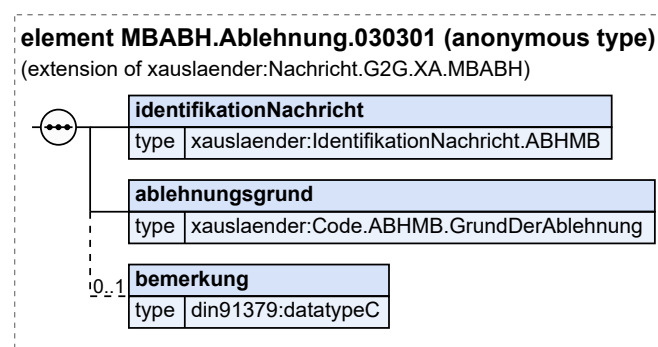 element MBABH.Ablehnung.030301 (anonymous type)
(extension of xauslaender:Nachricht.G2G.XA.MBABH)
identifikationNachricht
type xauslaender:IdentifikationNachricht.ABHMB
ablehnungsgrund
type xauslaender:Code.ABHMB.GrundDerAblehnung
0..1
bemerkung
type din91379:datatypeC